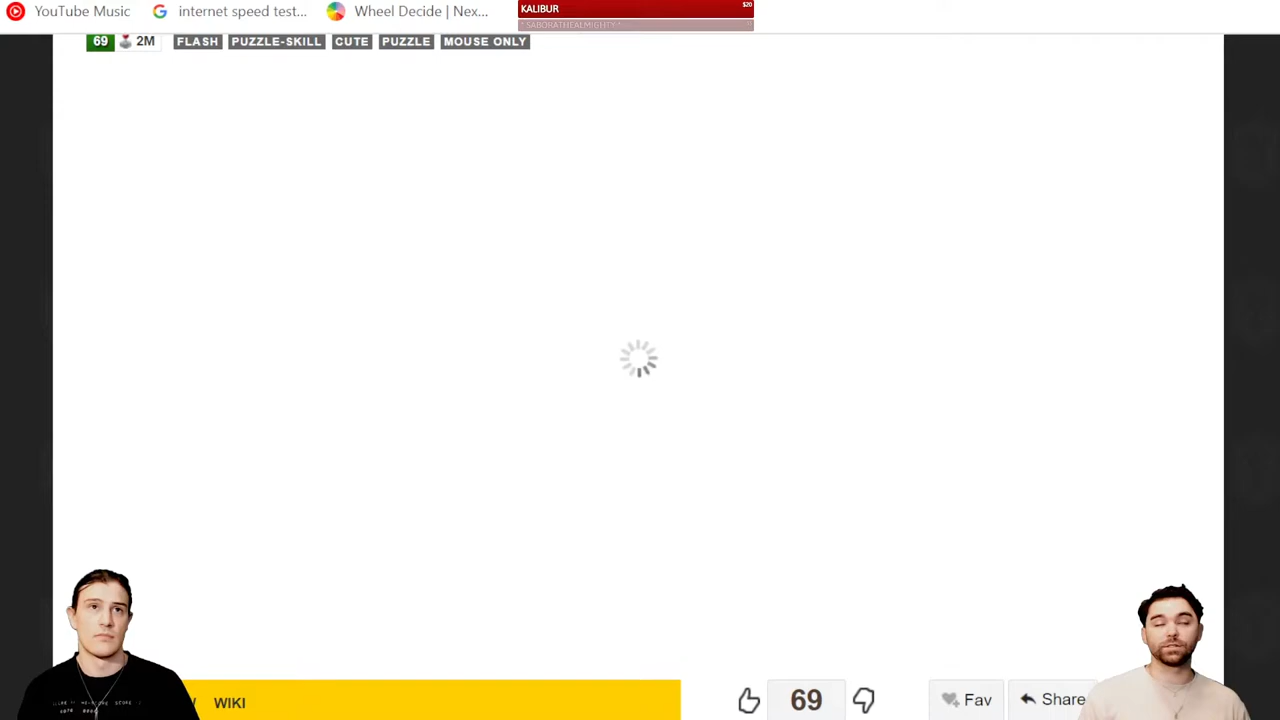 YouTube Music internet speed test... Wheel Decide | Nex... KALIBUR $20
* SABORATHEALMIGHTY *
69 2M FLASH PUZZLE-SKILL CUTE PUZZLE MOUSE ONLY
WIKI 69 Fav Share